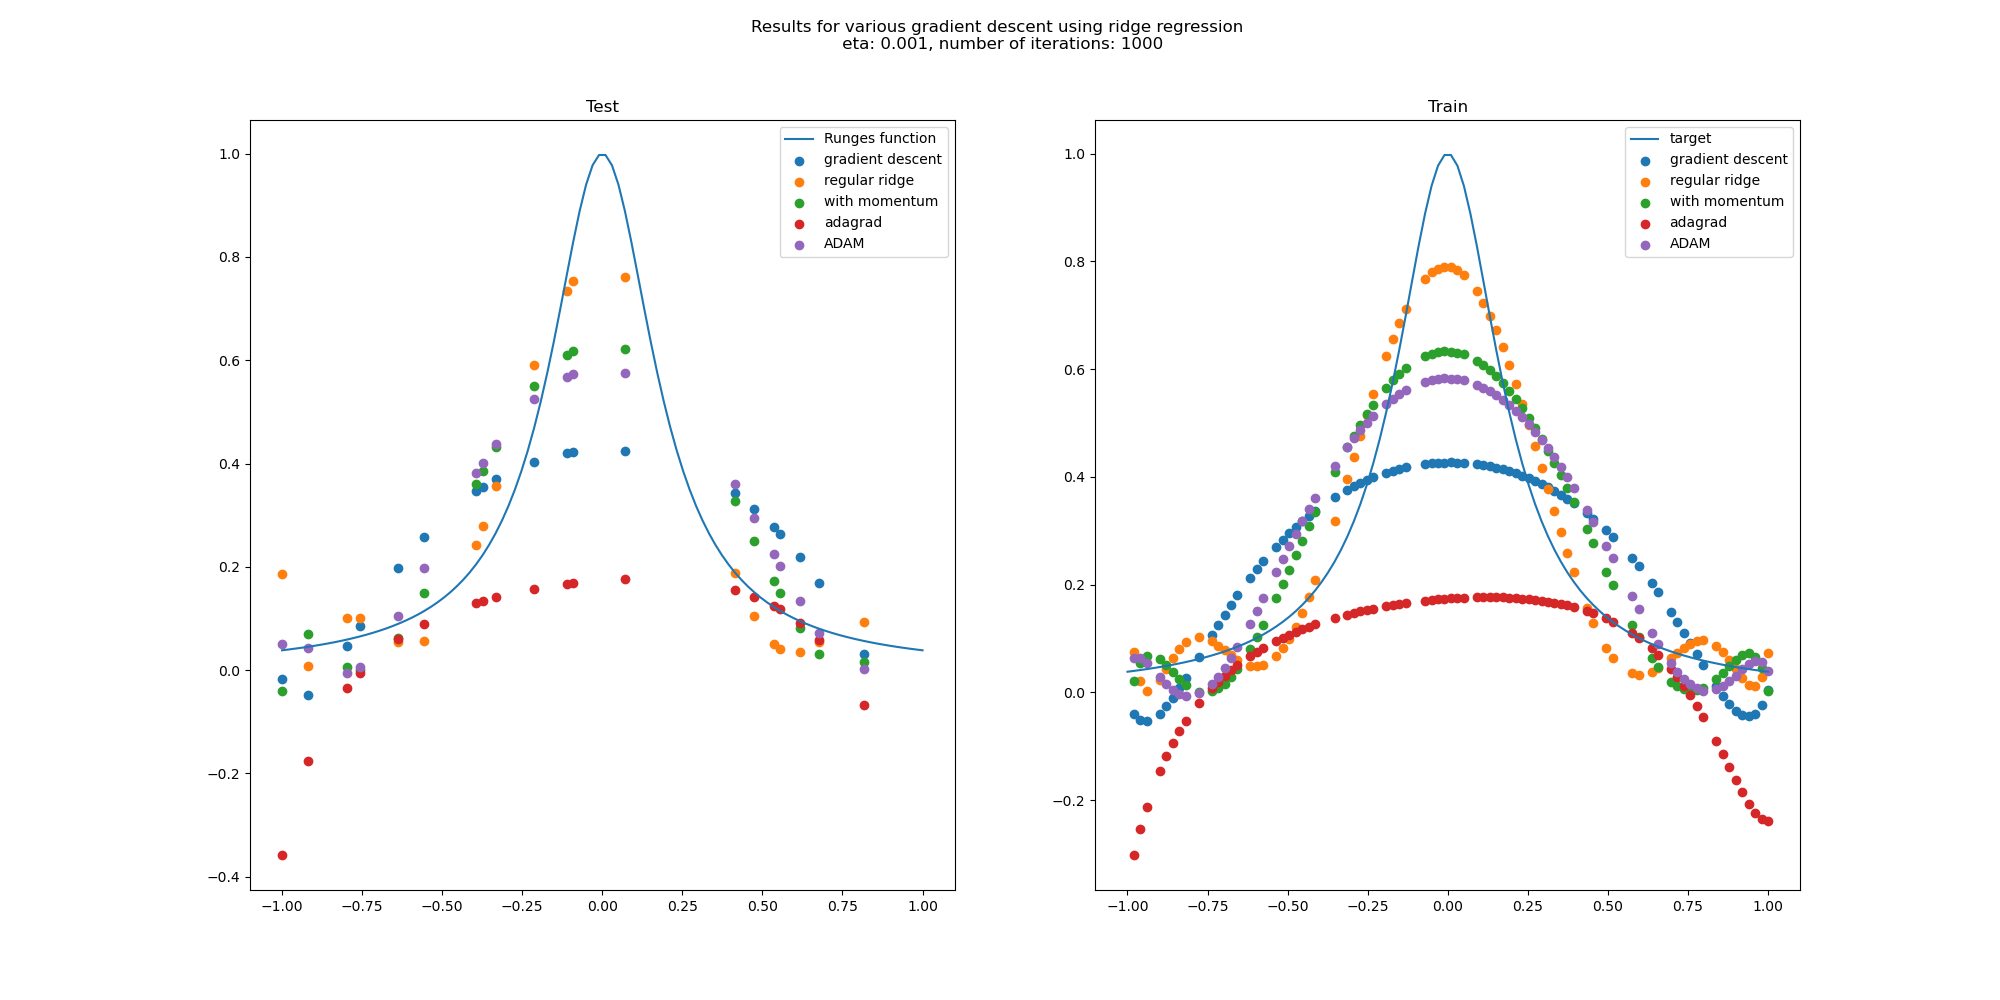 Results for various gradient descent using ridge regression
eta: 0.001, number of iterations: 1000
Test
Runges function
gradient descent
regular ridge
with momentum
adagrad
ADAM
1.0
0.8
0.6
0.4
0.2
0.0
−0.2
−0.4
−1.00 −0.75 −0.50 −0.25 0.00 0.25 0.50 0.75 1.00
Train
target
gradient descent
regular ridge
with momentum
adagrad
ADAM
1.0
0.8
0.6
0.4
0.2
0.0
−0.2
−1.00 −0.75 −0.50 −0.25 0.00 0.25 0.50 0.75 1.00